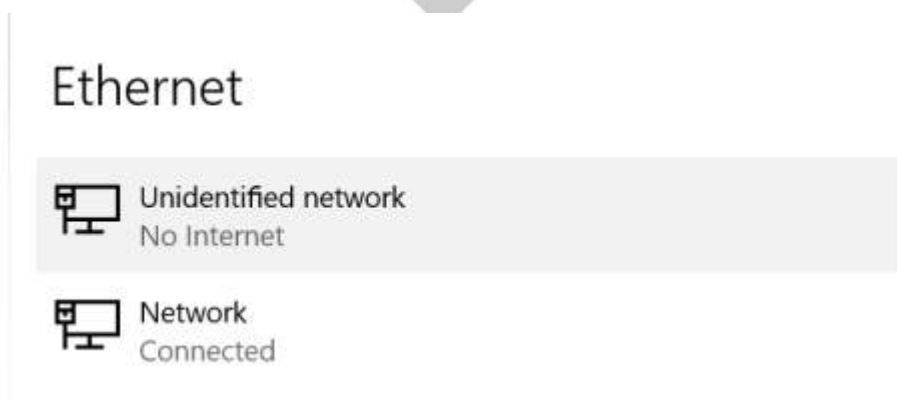 Ethernet
Unidentified network
No Internet
Network
Connected